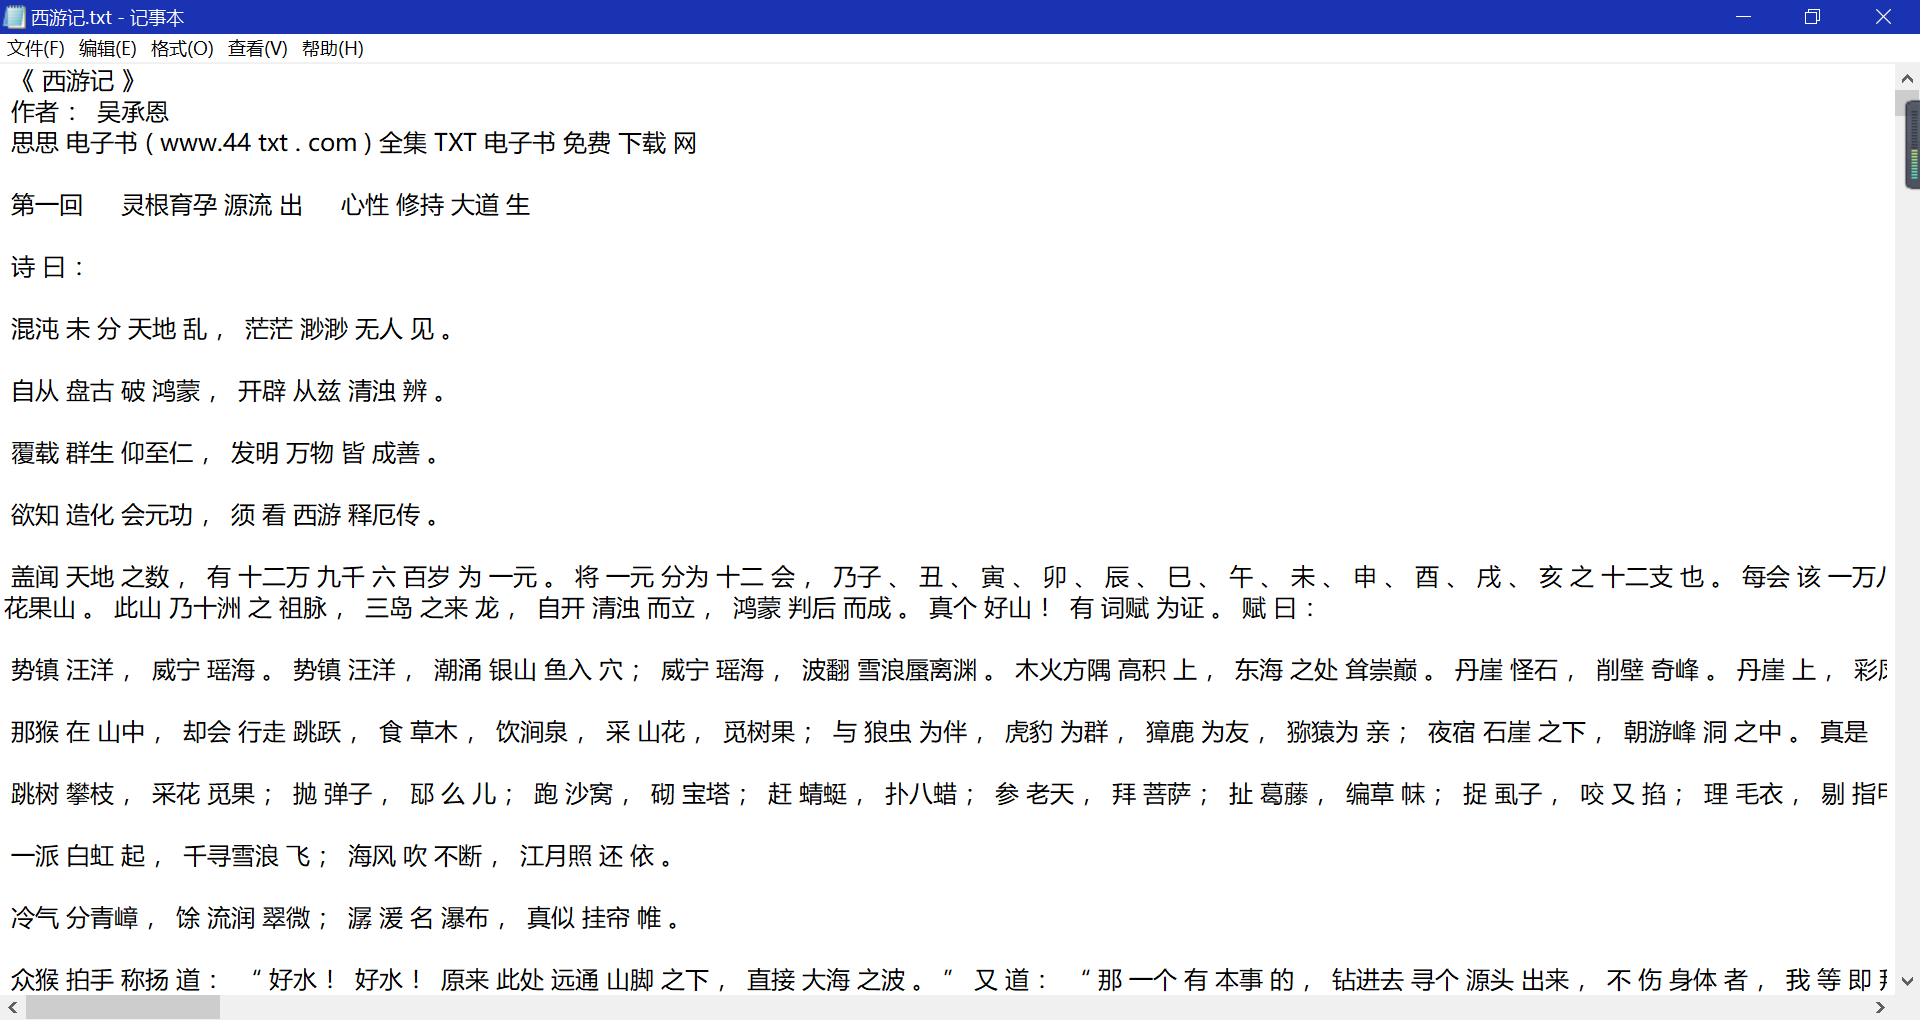 西游记.txt - 记事本
文件(F) 编辑(E) 格式(O) 查看(V) 帮助(H)
《 西游记 》
作者 ： 吴承恩
思思 电子书 ( www.44 txt . com ) 全集 TXT 电子书 免费 下载 网
第一回 灵根育孕 源流 出 心性 修持 大道 生
诗 曰 ：
混沌 未 分 天地 乱 ， 茫茫 渺渺 无人 见 。
自从 盘古 破 鸿蒙 ， 开辟 从兹 清浊 辨 。
覆载 群生 仰至仁 ， 发明 万物 皆 成善 。
欲知 造化 会元功 ， 须 看 西游 释厄传 。
盖闻 天地 之数 ， 有 十二万 九千 六 百岁 为 一元 。 将 一元 分为 十二 会 ， 乃子 、 丑 、 寅 、 卯 、 辰 、 巳 、 午 、 未 、 申 、 酉 、 戌 、 亥 之 十二支 也 。 每会 该 一万八
花果山 。 此山 乃十洲 之 祖脉 ， 三岛 之来 龙 ， 自开 清浊 而立 ， 鸿蒙 判后 而成 。 真个 好山 ！ 有 词赋 为证 。 赋 曰 ：
势镇 汪洋 ， 威宁 瑶海 。 势镇 汪洋 ， 潮涌 银山 鱼入 穴 ； 威宁 瑶海 ， 波翻 雪浪蜃离渊 。 木火方隅 高积 上 ， 东海 之处 耸崇巅 。 丹崖 怪石 ， 削壁 奇峰 。 丹崖 上 ， 彩
那猴 在 山中 ， 却会 行走 跳跃 ， 食 草木 ， 饮涧泉 ， 采 山花 ， 觅树果 ； 与 狼虫 为伴 ， 虎豹 为群 ， 獐鹿 为友 ， 猕猿为 亲 ； 夜宿 石崖 之下 ， 朝游峰 洞 之中 。 真是
跳树 攀枝 ， 采花 觅果 ； 抛 弹子 ， 邷 么 儿 ； 跑 沙窝 ， 砌 宝塔 ； 赶 蜻蜓 ， 扑八蜡 ； 参 老天 ， 拜 菩萨 ； 扯 葛藤 ， 编草 帓 ； 捉 虱子 ， 咬 又 掐 ； 理 毛衣 ， 剔 指甲
一派 白虹 起 ， 千寻雪浪 飞 ； 海风 吹 不断 ， 江月照 还 依 。
冷气 分青嶂 ， 馀 流润 翠微 ； 潺 湲 名 瀑布 ， 真似 挂帘 帷 。
众猴 拍手 称扬 道 ： “ 好水 ！ 好水 ！ 原来 此处 远通 山脚 之下 ， 直接 大海 之波 。 ” 又 道 ： “ 那 一个 有 本事 的 ， 钻进去 寻个 源头 出来 ， 不 伤 身体 者 ， 我 等 即